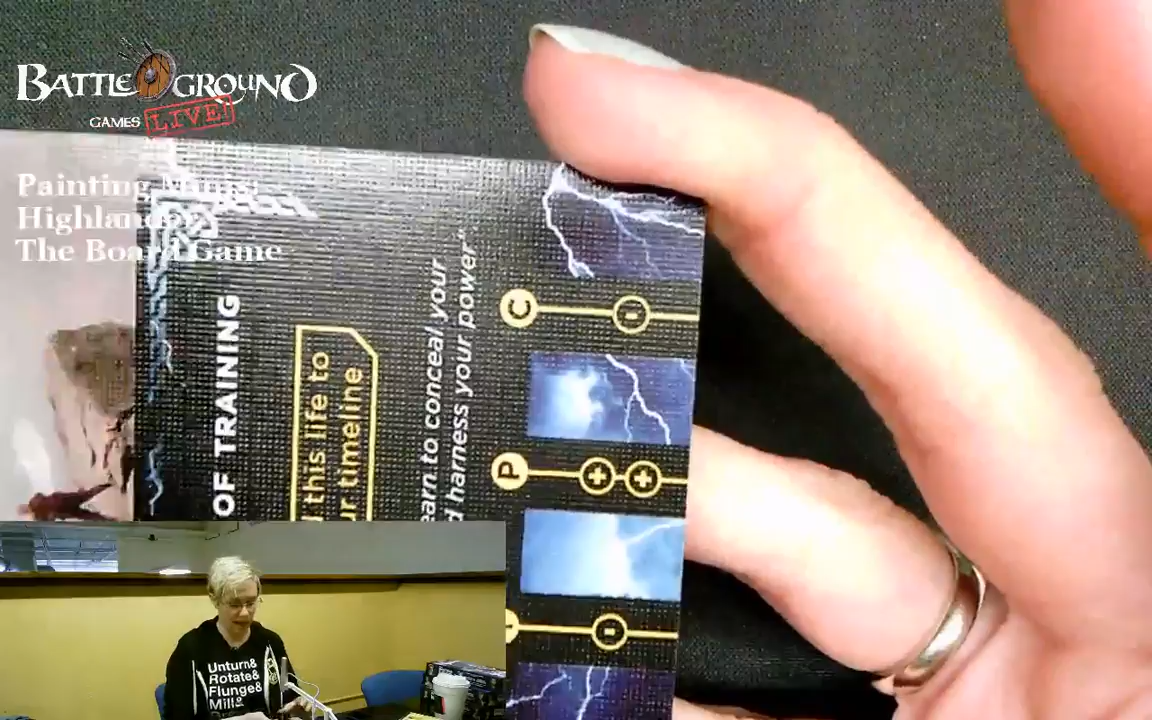 BATTLEGROUND
GAMES LIVE!
Painting Minis:
Highlander
The Board Game
OF TRAINING
this life to
ur timeline.
earn to conceal your
d harness your power"
C -
P + +
-
Unturn&
Rotate&
Flunge&
Mill&